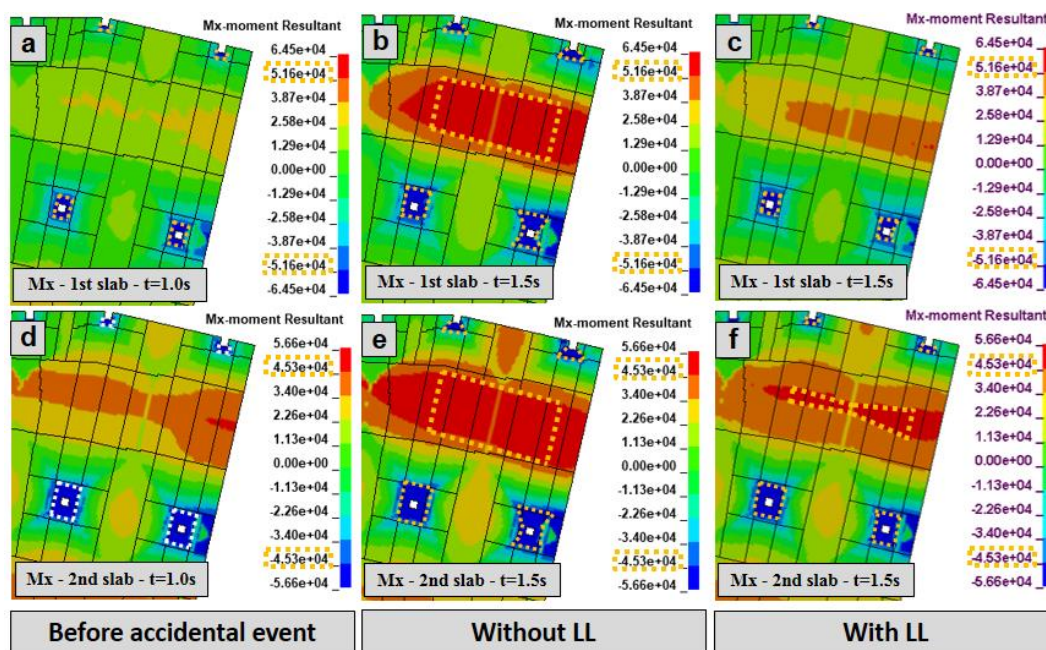 a
Mx-moment Resultant
6.45e+04
5.16e+04
3.87e+04
2.58e+04
1.29e+04
0.00e+00
-1.29e+04
-2.58e+04
-3.87e+04
-5.16e+04
-6.45e+04
Mx - 1st slab - t=1.0s
b
Mx-moment Resultant
6.45e+04
5.16e+04
3.87e+04
2.58e+04
1.29e+04
0.00e+00
-1.29e+04
-2.58e+04
-3.87e+04
-5.16e+04
-6.45e+04
Mx - 1st slab - t=1.5s
c
Mx-moment Resultant
6.45e+04
5.16e+04
3.87e+04
2.58e+04
1.29e+04
0.00e+00
-1.29e+04
-2.58e+04
-3.87e+04
-5.16e+04
-6.45e+04
Mx - 1st slab - t=1.5s
d
Mx-moment Resultant
5.66e+04
4.53e+04
3.40e+04
2.26e+04
1.13e+04
0.00e+00
-1.13e+04
-2.26e+04
-3.40e+04
-4.53e+04
-5.66e+04
Mx - 2nd slab - t=1.0s
e
Mx-moment Resultant
5.66e+04
4.53e+04
3.40e+04
2.26e+04
1.13e+04
0.00e+00
-1.13e+04
-2.26e+04
-3.40e+04
-4.53e+04
-5.66e+04
Mx - 2nd slab - t=1.5s
f
Mx-moment Resultant
5.66e+04
4.53e+04
3.40e+04
2.26e+04
1.13e+04
0.00e+00
-1.13e+04
-2.26e+04
-3.40e+04
-4.53e+04
-5.66e+04
Mx - 2nd slab - t=1.5s
Before accidental event
Without LL
With LL